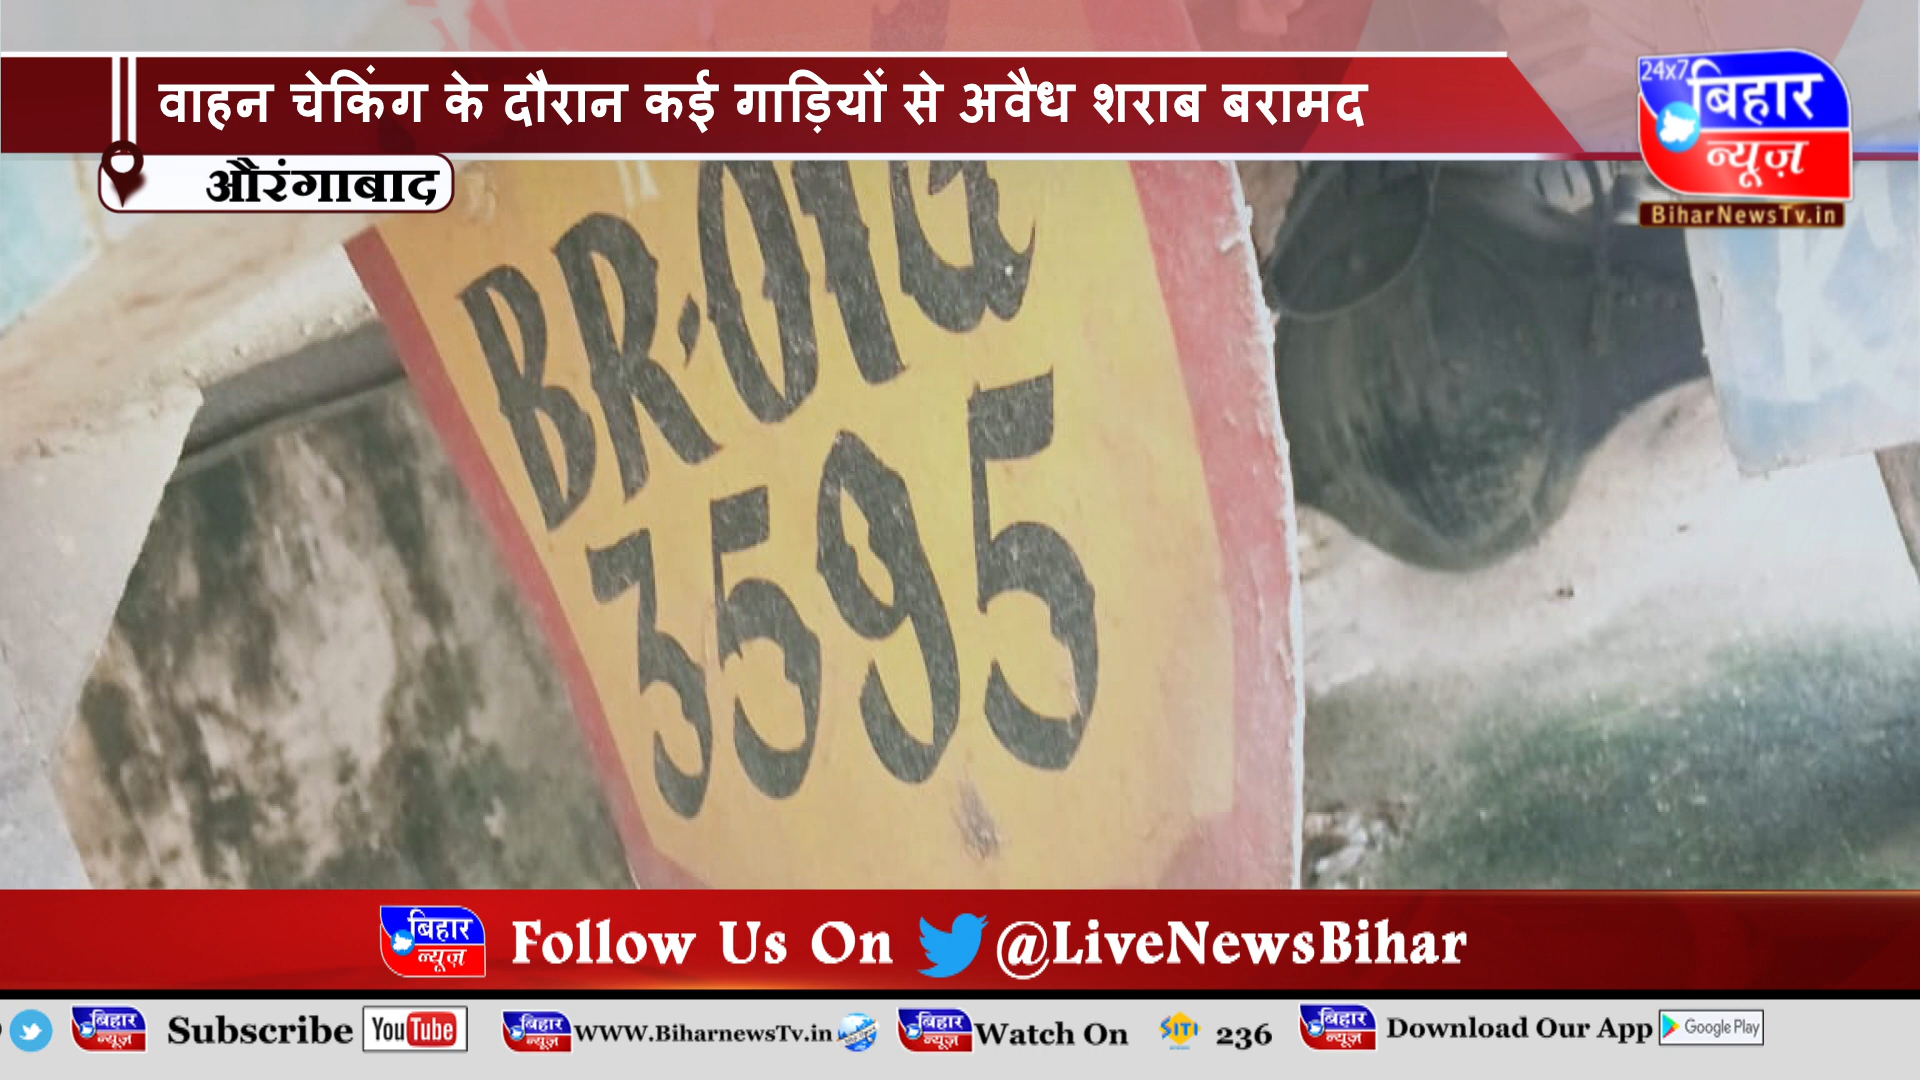 वाहन चेकिंग के दौरान कई गाड़ियों से अवैध शराब बरामद
24x7
बिहार
न्यूज़
BiharNewsTv.in
औरंगाबाद
BR.01G
3595
बिहार
न्यूज़
Follow Us On @LiveNewsBihar
बिहार न्यूज़ Subscribe YouTube बिहार न्यूज़ WWW.BiharnewsTv.in बिहार न्यूज़ Watch On SITI 236 बिहार न्यूज़ Download Our App Google Play